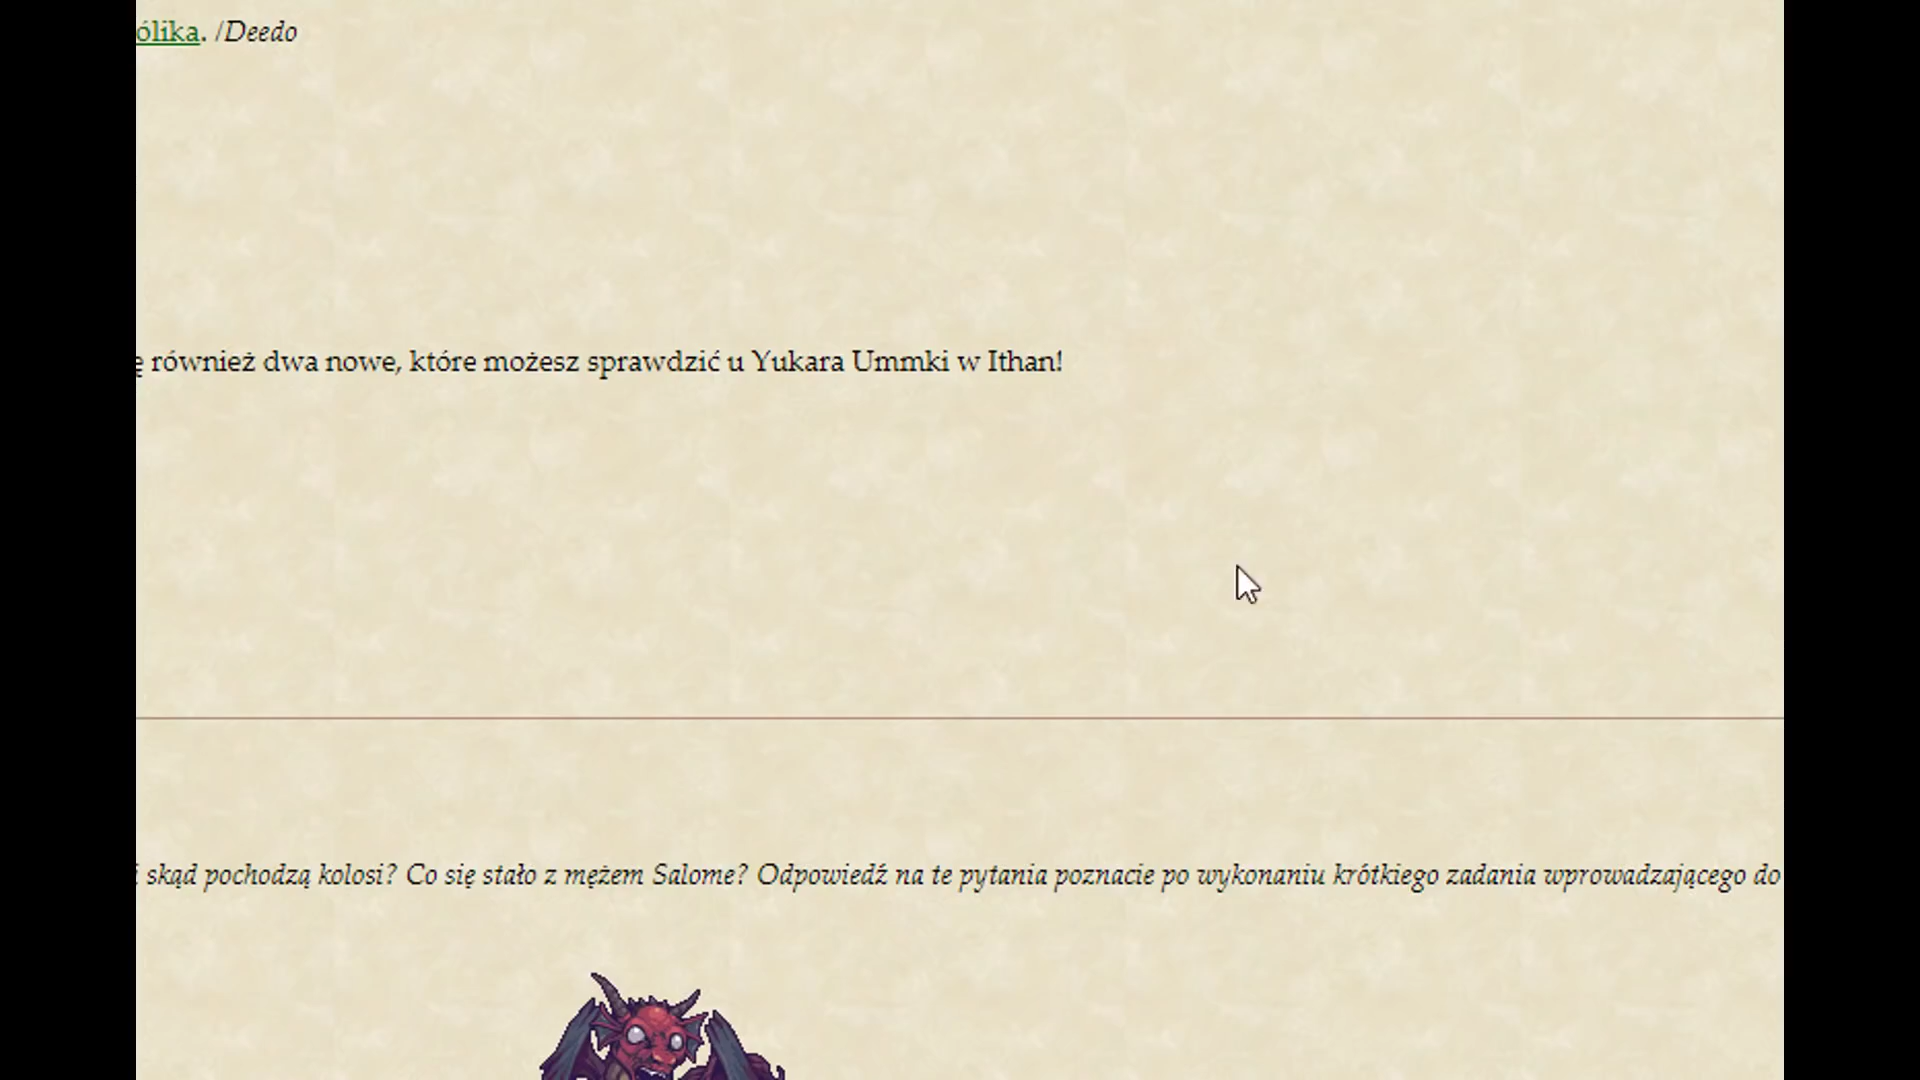 ólika. /Deedo
ę również dwa nowe, które możesz sprawdzić u Yukara Ummki w Ithan!
skąd pochodzą kolosi? Co się stało z mężem Salome? Odpowiedź na te pytania poznacie po wykonaniu krótkiego zadania wprowadzającego do